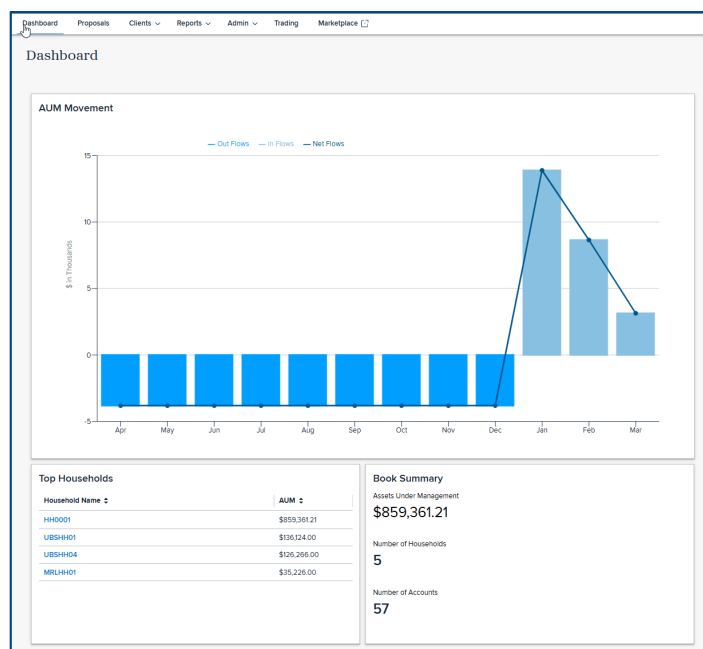 Dashboard Proposals Clients Reports Admin Trading Marketplace
Dashboard
AUM Movement
Out Flows In Flows Net Flows
15
10
5
0
-5
$ in Thousands
Apr May Jun Jul Aug Sep Oct Nov Dec Jan Feb Mar
Top Households
Household Name AUM
HH0001 $859,361.21
UBSHH01 $136,124.00
UBSHH04 $126,266.00
MRLHH01 $35,226.00
Book Summary
Assets Under Management
$859,361.21
Number of Households
5
Number of Accounts
57